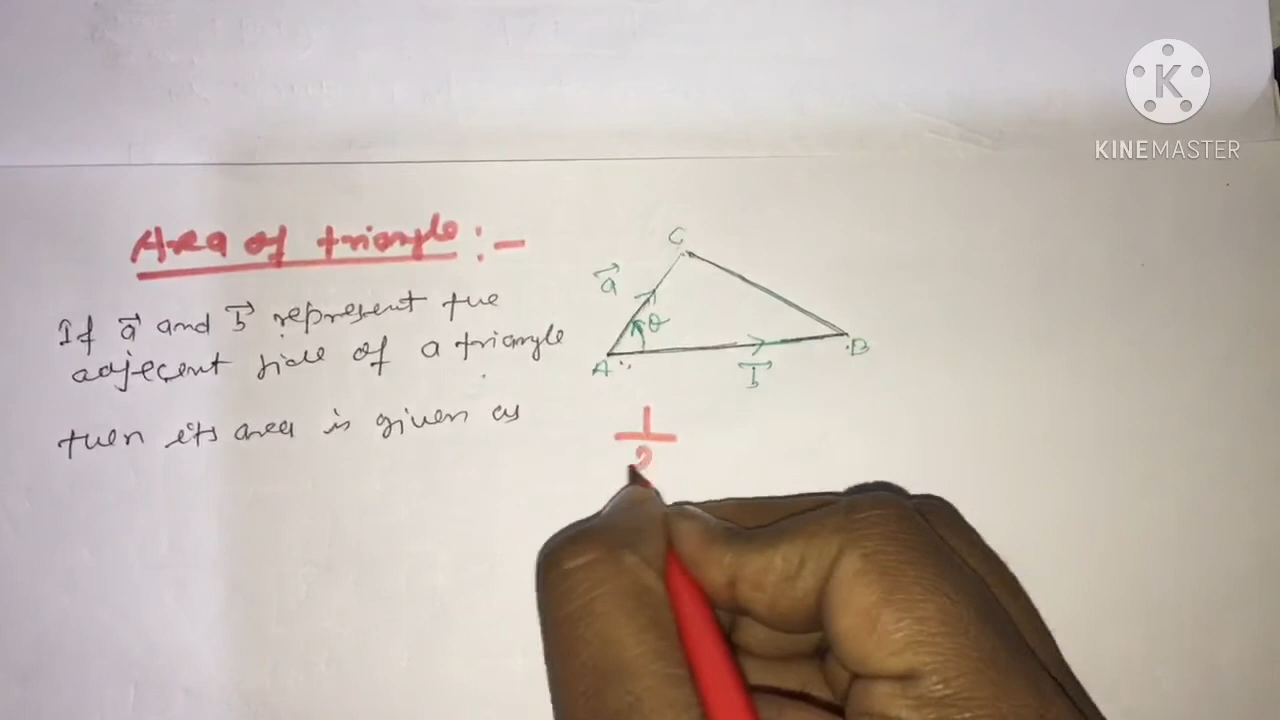 K
KINEMASTER
Area of triangle:-
If a⃗ and b⃗ represent the
adjecent side of a triangle
then its area is given as
C
a⃗
θ
A
B
b⃗
1
2